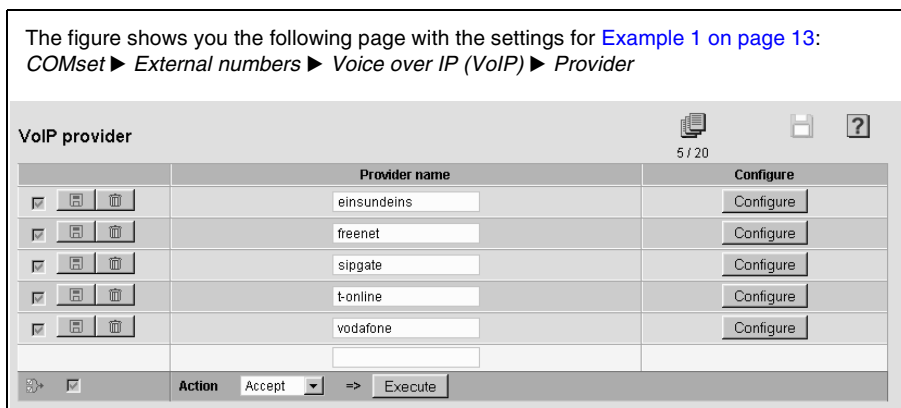 The figure shows you the following page with the settings for Example 1 on page 13:
COMset ▶ External numbers ▶ Voice over IP (VoIP) ▶ Provider
VoIP provider
5 / 20
?
Provider name Configure
einsundeins Configure
freenet Configure
sipgate Configure
t-online Configure
vodafone Configure
Action Accept => Execute